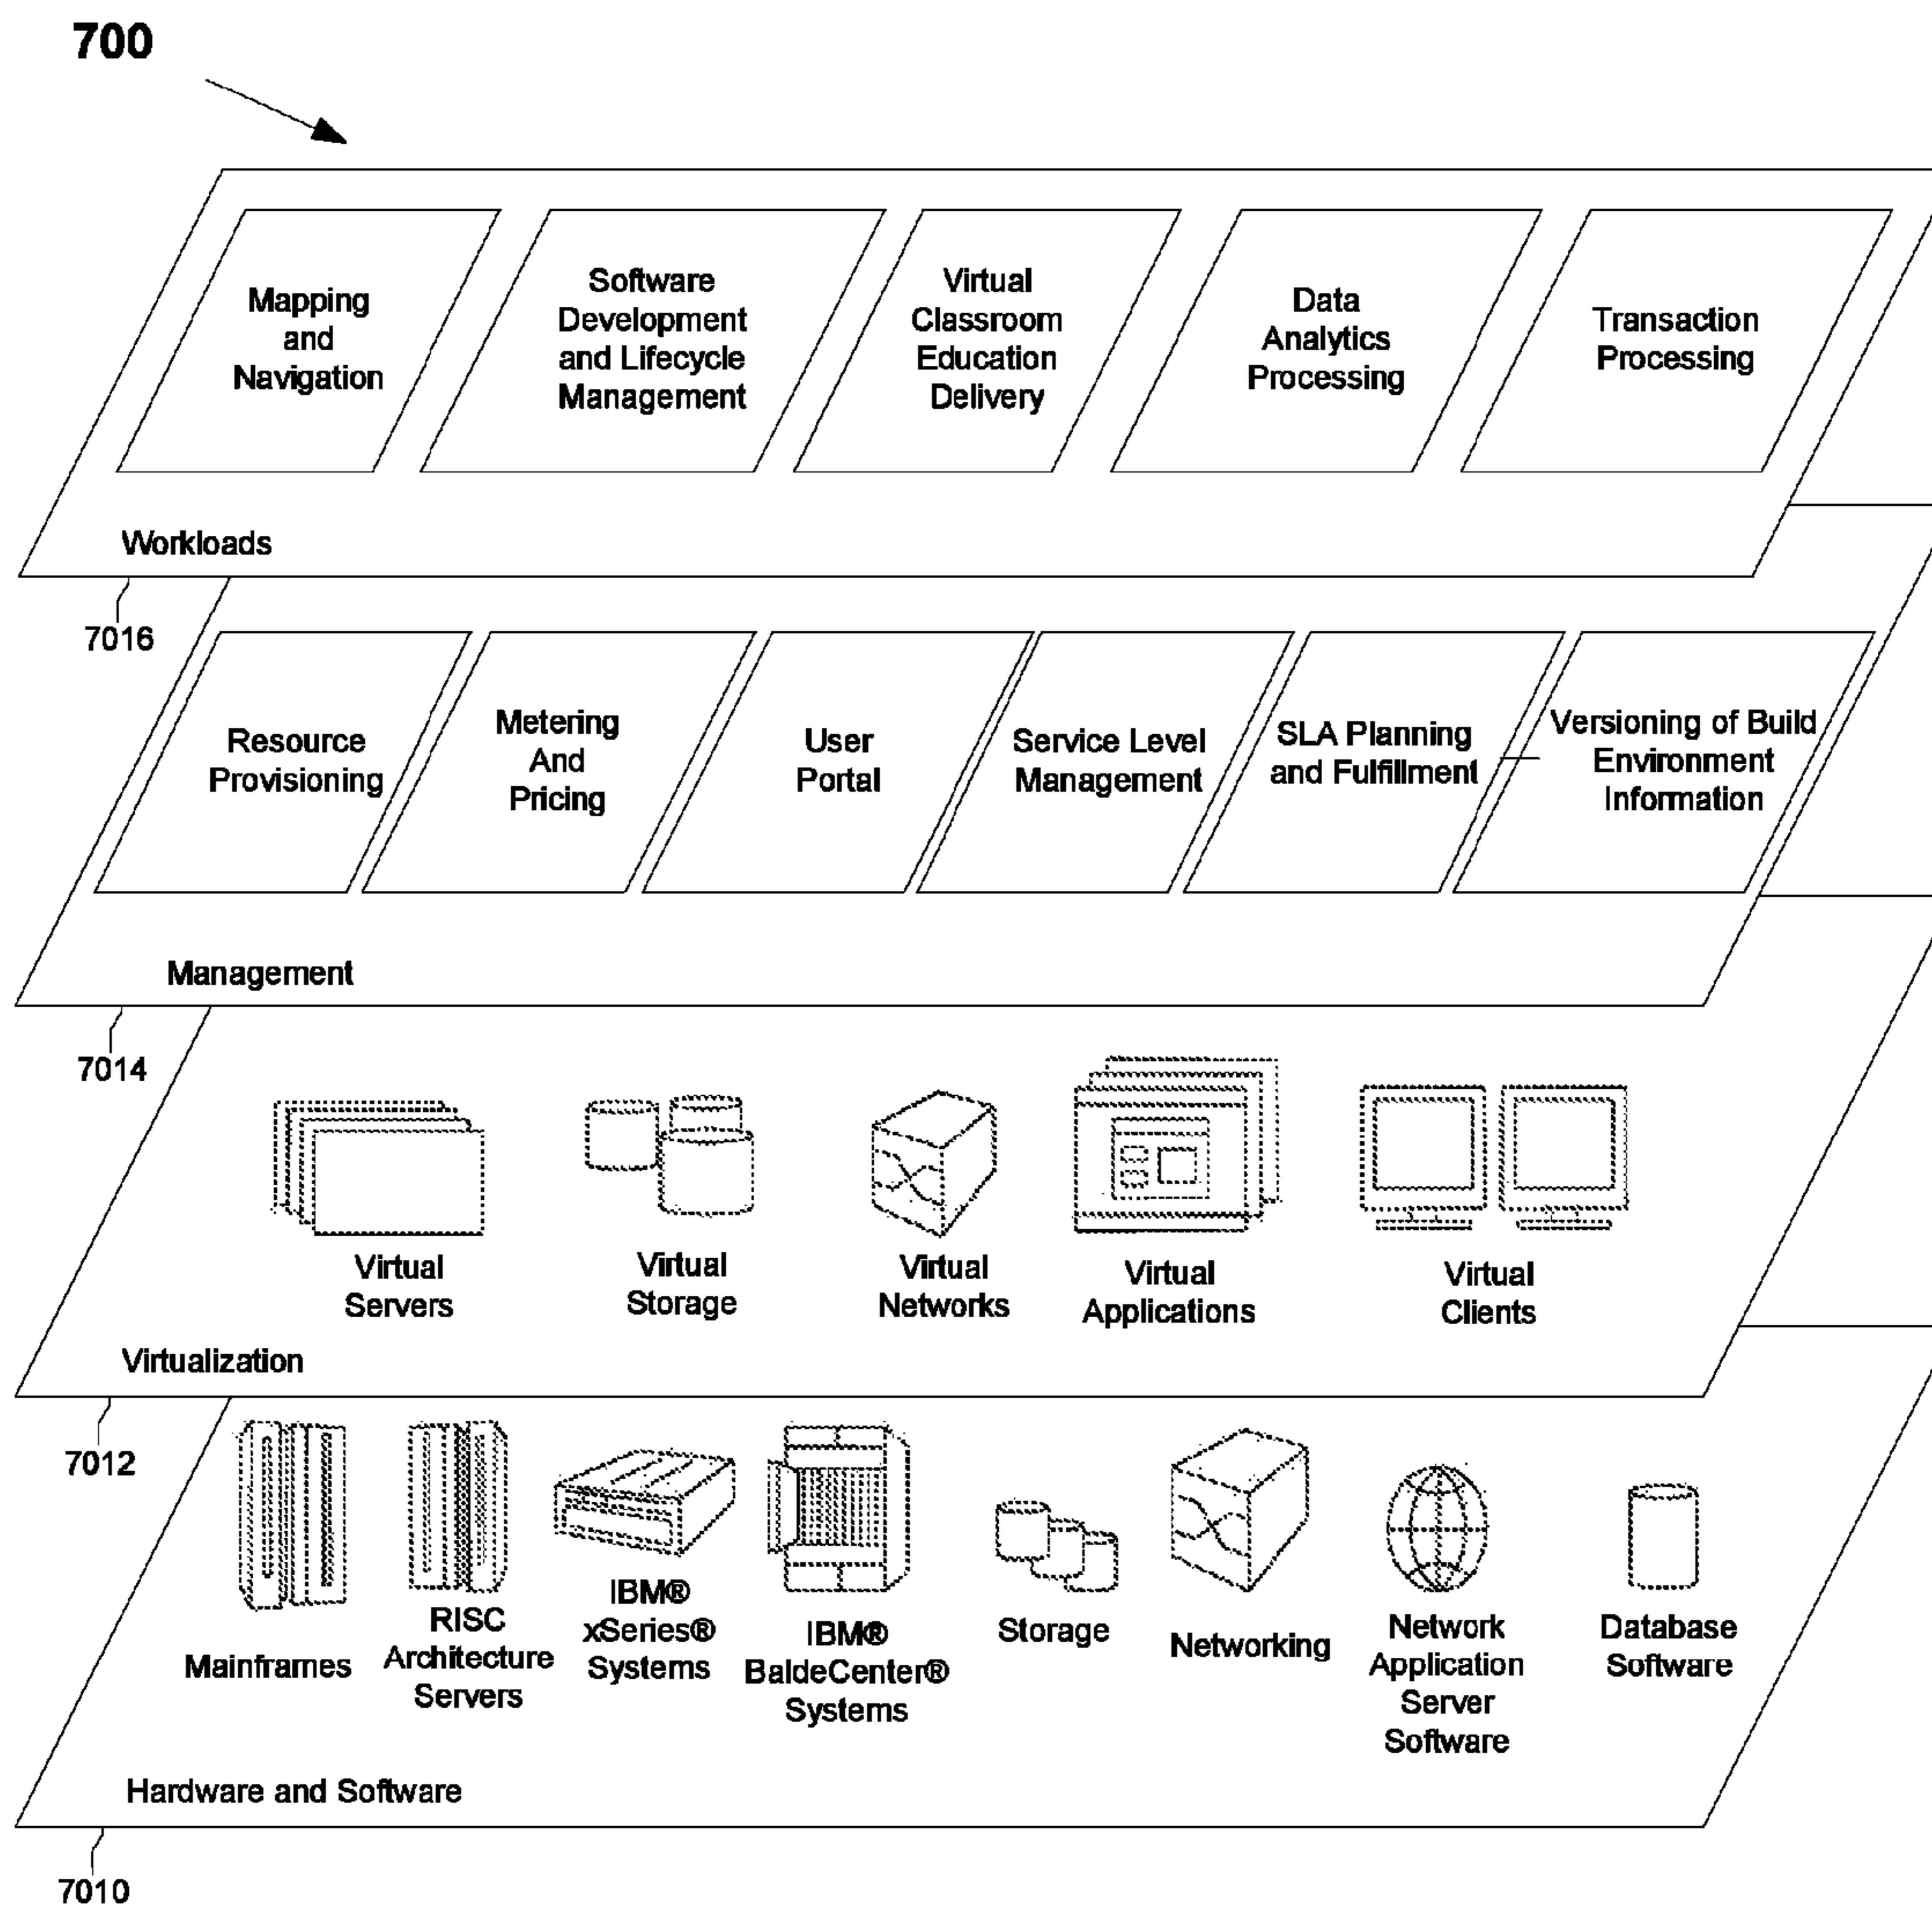 700
Mapping
and
Navigation
Software
Development
and Lifecycle
Management
Virtual
Classroom
Education
Delivery
Data
Analytics
Processing
Transaction
Processing
Workloads
7016
Resource
Provisioning
Metering
And
Pricing
User
Portal
Service Level
Management
SLA Planning
and Fulfillment
Versioning of Build
Environment
Information
Management
7014
Virtual
Servers
Virtual
Storage
Virtual
Networks
Virtual
Applications
Virtual
Clients
Virtualization
7012
Mainframes
RISC
Architecture
Servers
IBM®
xSeries®
Systems
IBM®
BaldeCenter®
Systems
Storage
Networking
Network
Application
Server
Software
Database
Software
Hardware and Software
7010